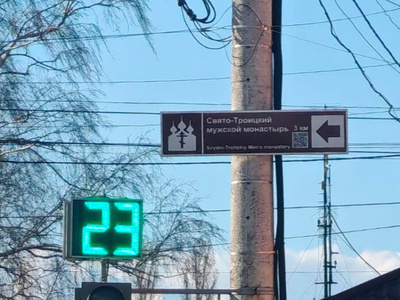 Свято-Троицкий
мужской монастырь 3 км
Svyato-Troitskiy Men's monastery
23